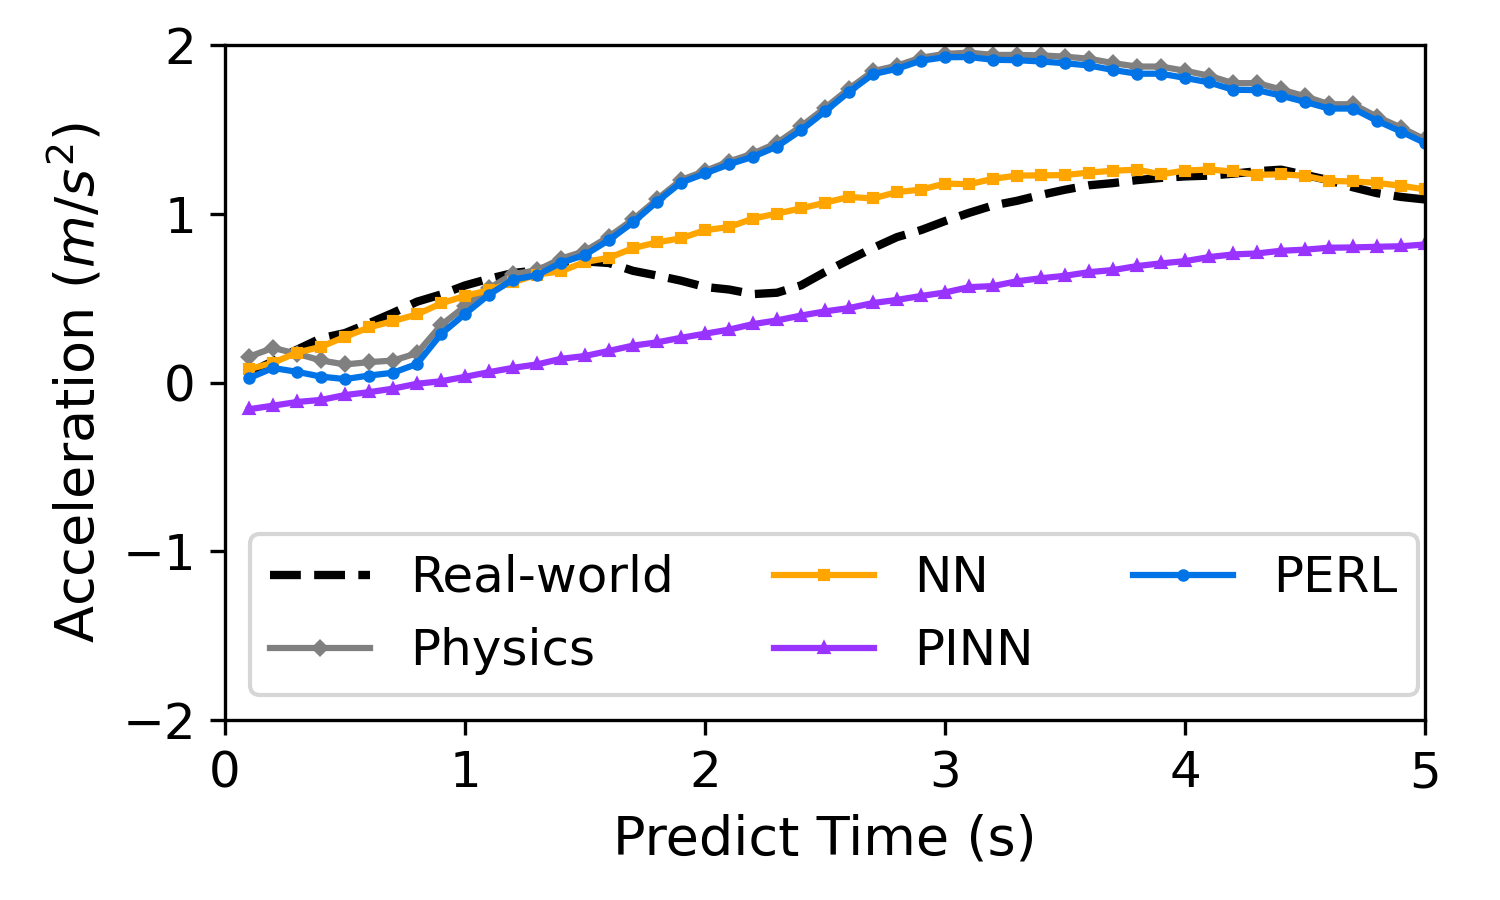 2
1
0
−1
−2
Acceleration (m/s²)
Real-world
Physics
NN
PINN
PERL
0 1 2 3 4 5
Predict Time (s)